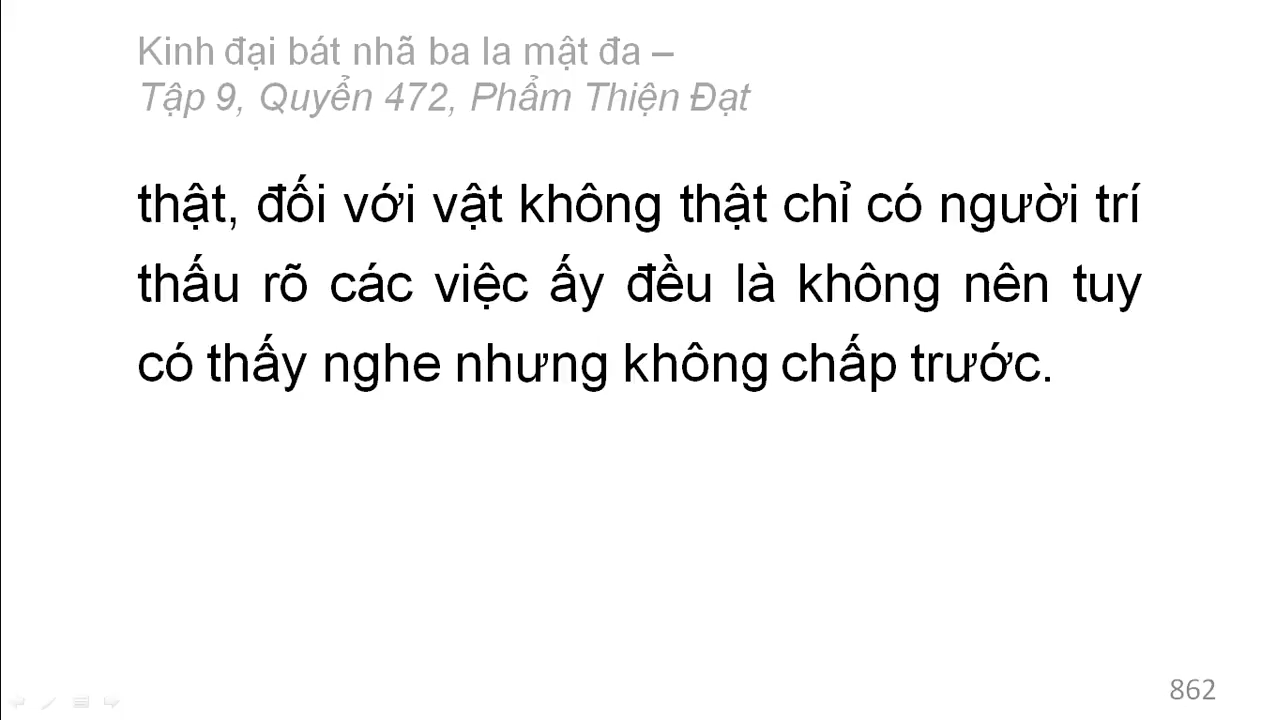 Kinh đại bát nhã ba la mật đa –
Tập 9, Quyển 472, Phẩm Thiện Đạt
thật, đối với vật không thật chỉ có người trí
thấu rõ các việc ấy đều là không nên tuy
có thấy nghe nhưng không chấp trước.
862